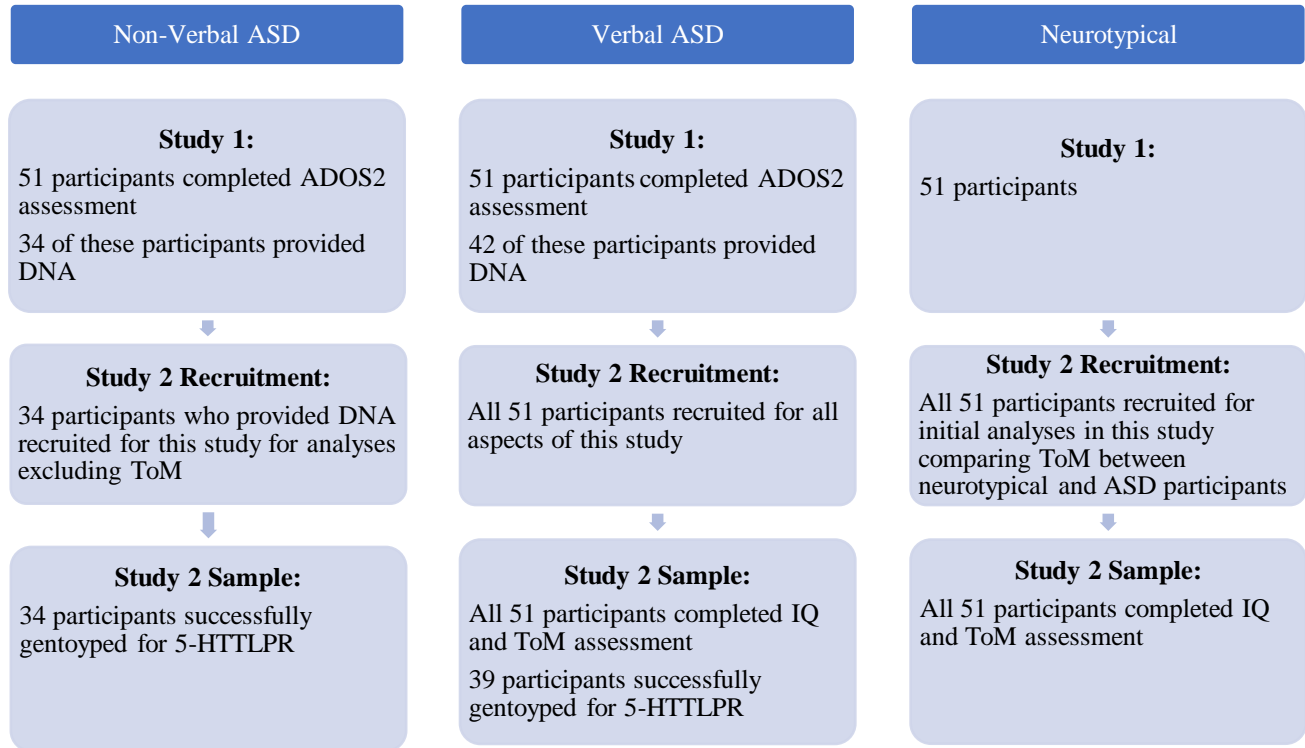 Non-Verbal ASD
Study 1:
51 participants completed ADOS2
assessment
34 of these participants provided
DNA
Study 2 Recruitment:
34 participants who provided DNA
recruited for this study for analyses
excluding ToM
Study 2 Sample:
34 participants successfully
gentoyped for 5-HTTLPR
Verbal ASD
Study 1:
51 participants completed ADOS2
assessment
42 of these participants provided
DNA
Study 2 Recruitment:
All 51 participants recruited for all
aspects of this study
Study 2 Sample:
All 51 participants completed IQ
and ToM assessment
39 participants successfully
gentoyped for 5-HTTLPR
Neurotypical
Study 1:
51 participants
Study 2 Recruitment:
All 51 participants recruited for
initial analyses in this study
comparing ToM between
neurotypical and ASD participants
Study 2 Sample:
All 51 participants completed IQ
and ToM assessment